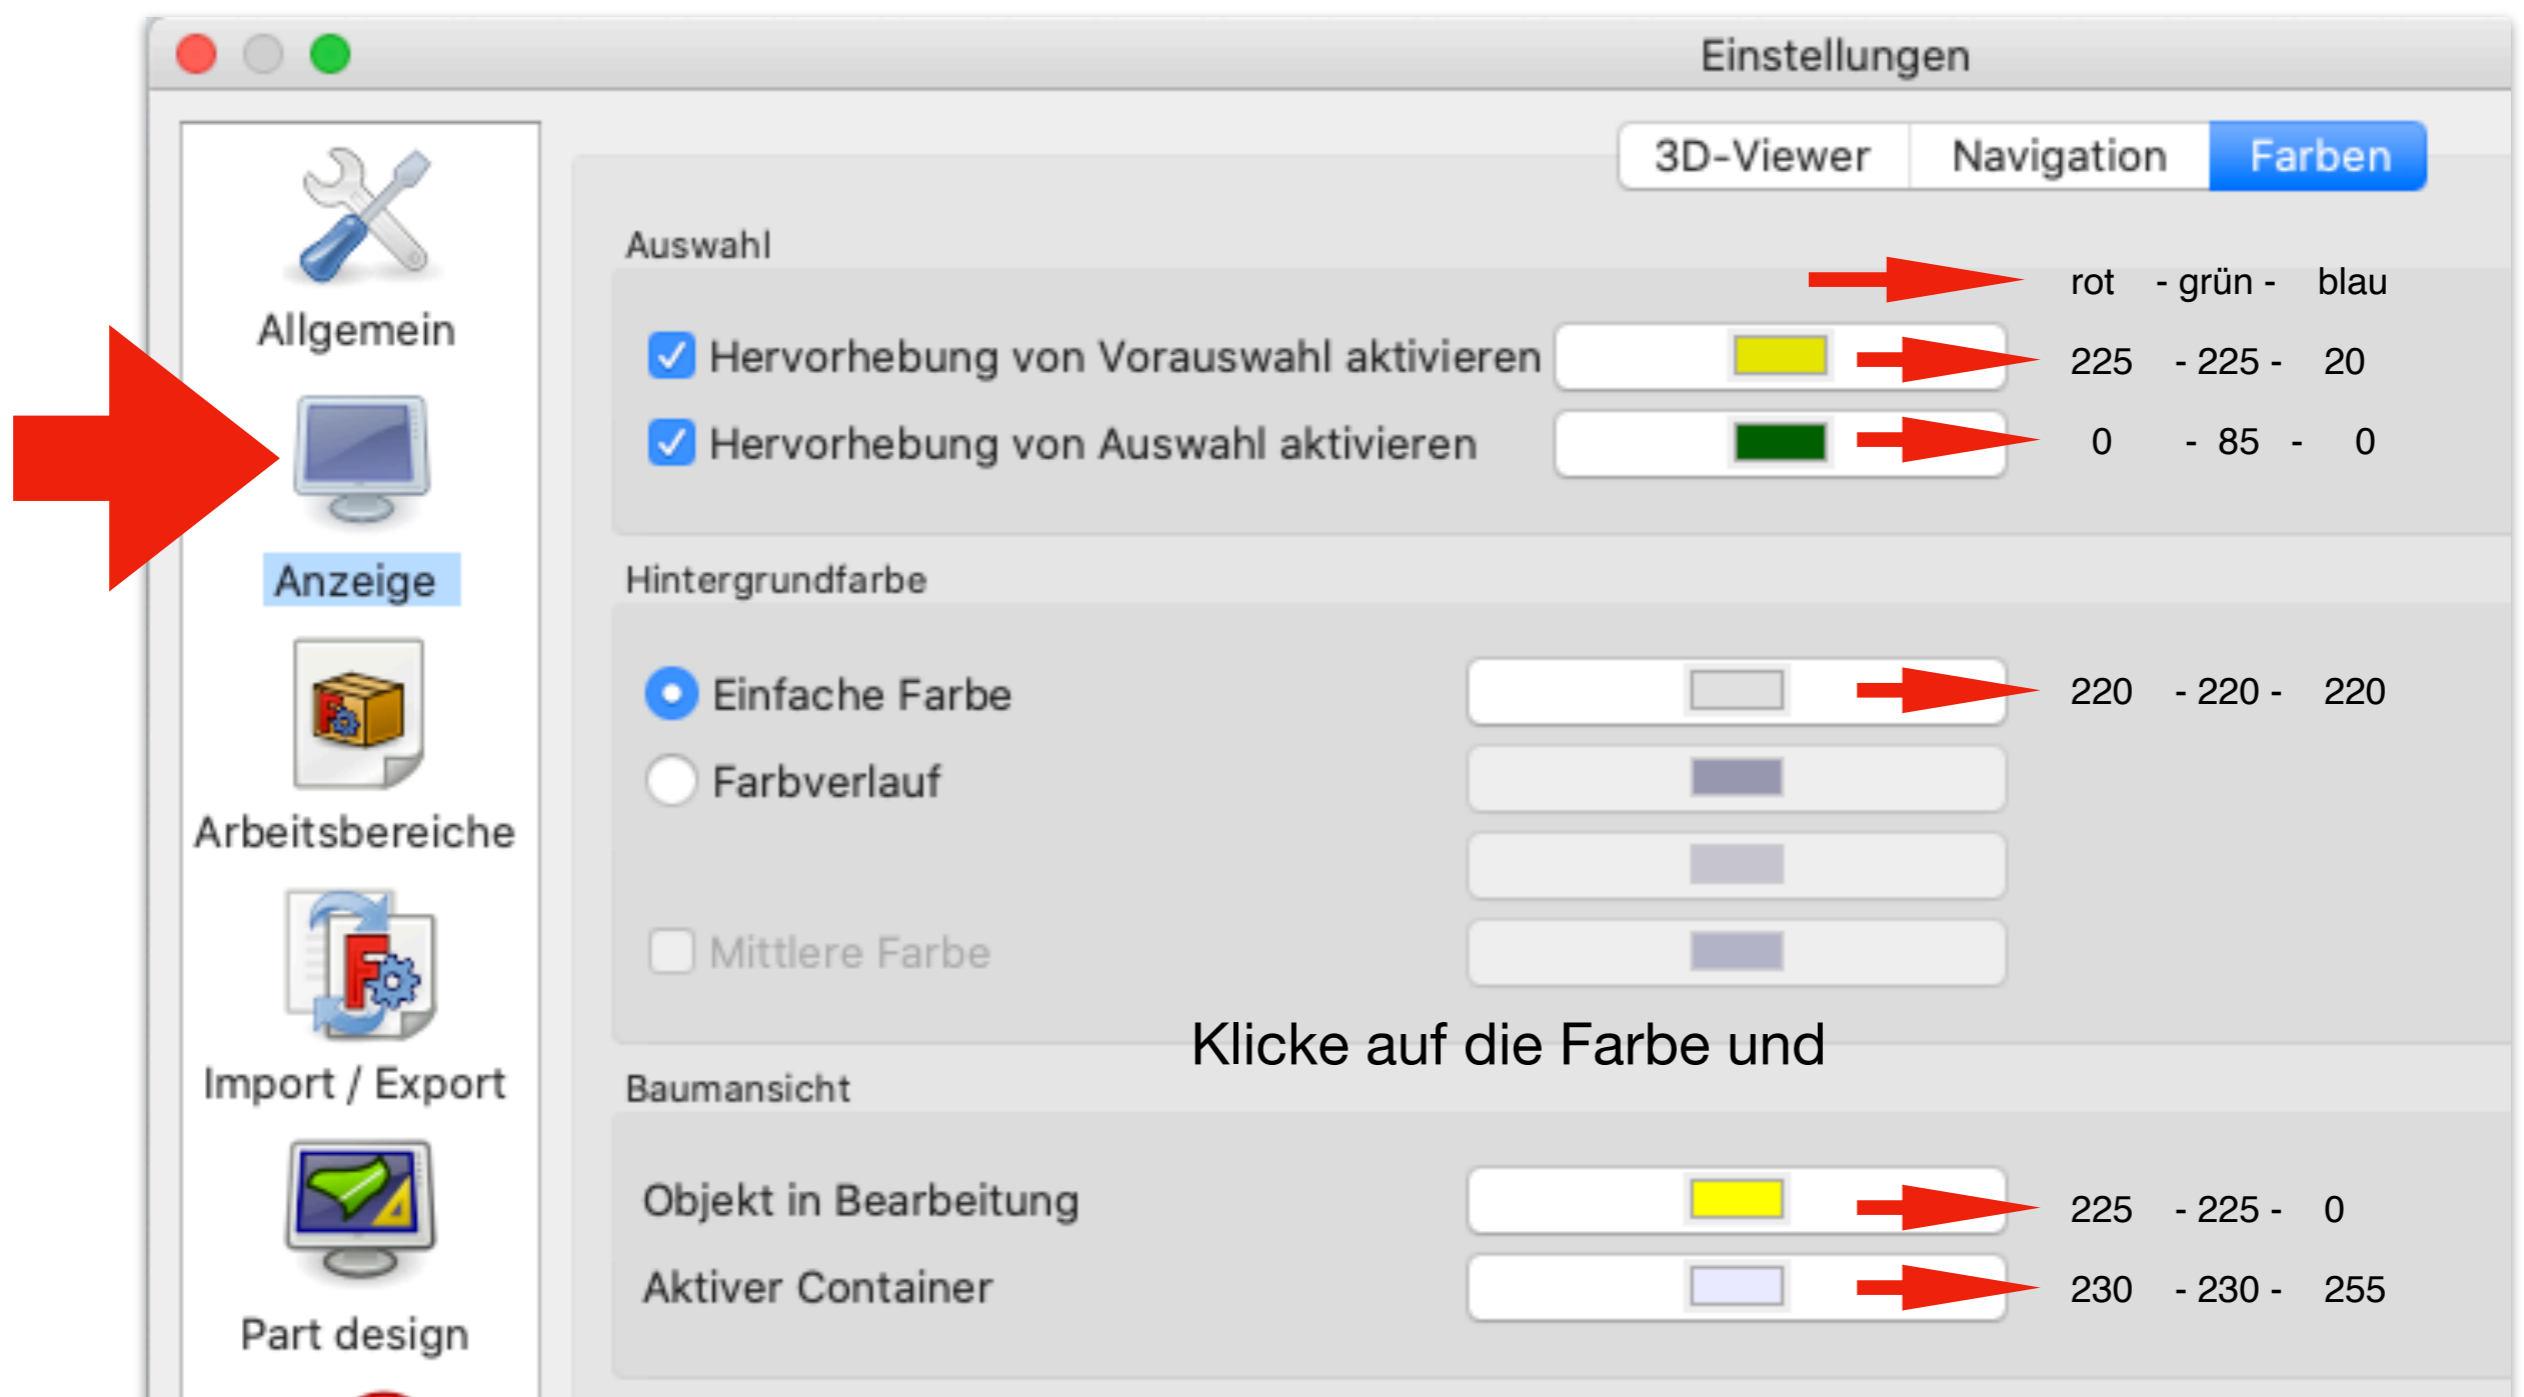 Einstellungen
3D-Viewer Navigation Farben
Allgemein
Anzeige
Arbeitsbereiche
Import / Export
Part design
Auswahl
rot - grün - blau
Hervorhebung von Vorauswahl aktivieren 225 - 225 - 20
Hervorhebung von Auswahl aktivieren 0 - 85 - 0
Hintergrundfarbe
Einfache Farbe 220 - 220 - 220
Farbverlauf
Mittlere Farbe
Klicke auf die Farbe und
Baumansicht
Objekt in Bearbeitung 225 - 225 - 0
Aktiver Container 230 - 230 - 255